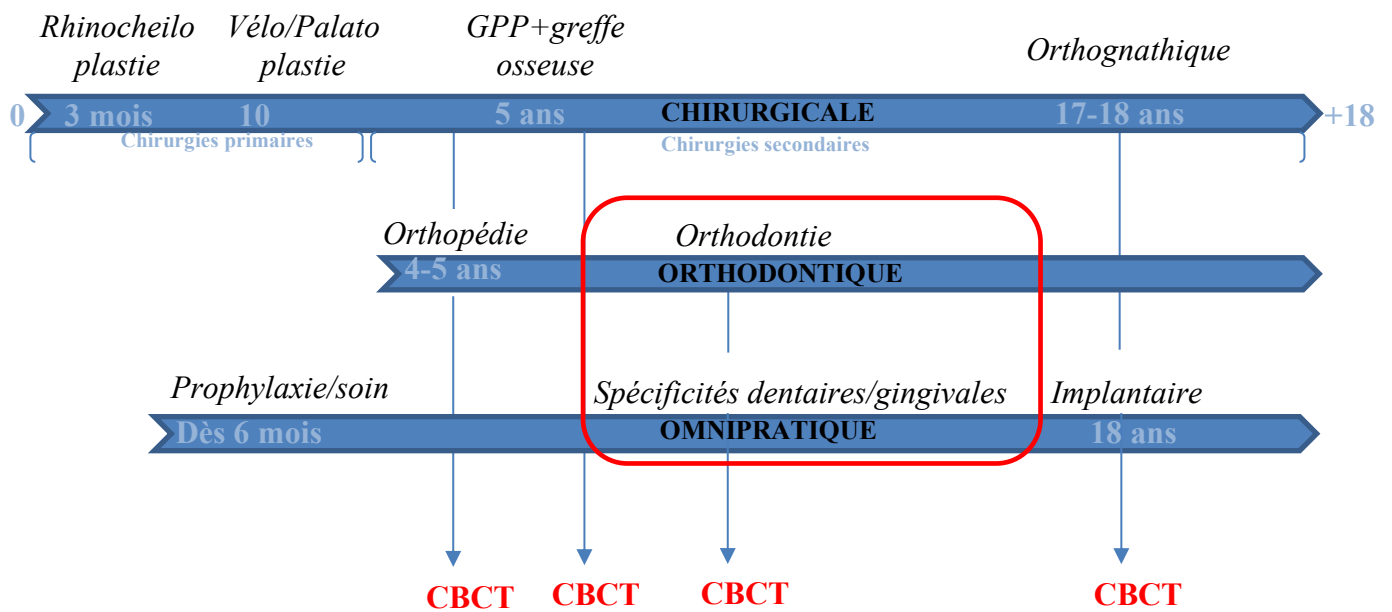 Rhinocheilo
plastie
Vélo/Palato
plastie
GPP+greffe
osseuse
Orthognathique
0
3 mois
10
5 ans
CHIRURGICALE
17-18 ans
+18
Chirurgies primaires
Chirurgies secondaires
Orthopédie
Orthodontie
4-5 ans
ORTHODONTIQUE
Prophylaxie/soin
Spécificités dentaires/gingivales
Implantaire
Dès 6 mois
OMNIPRATIQUE
18 ans
CBCT
CBCT
CBCT
CBCT